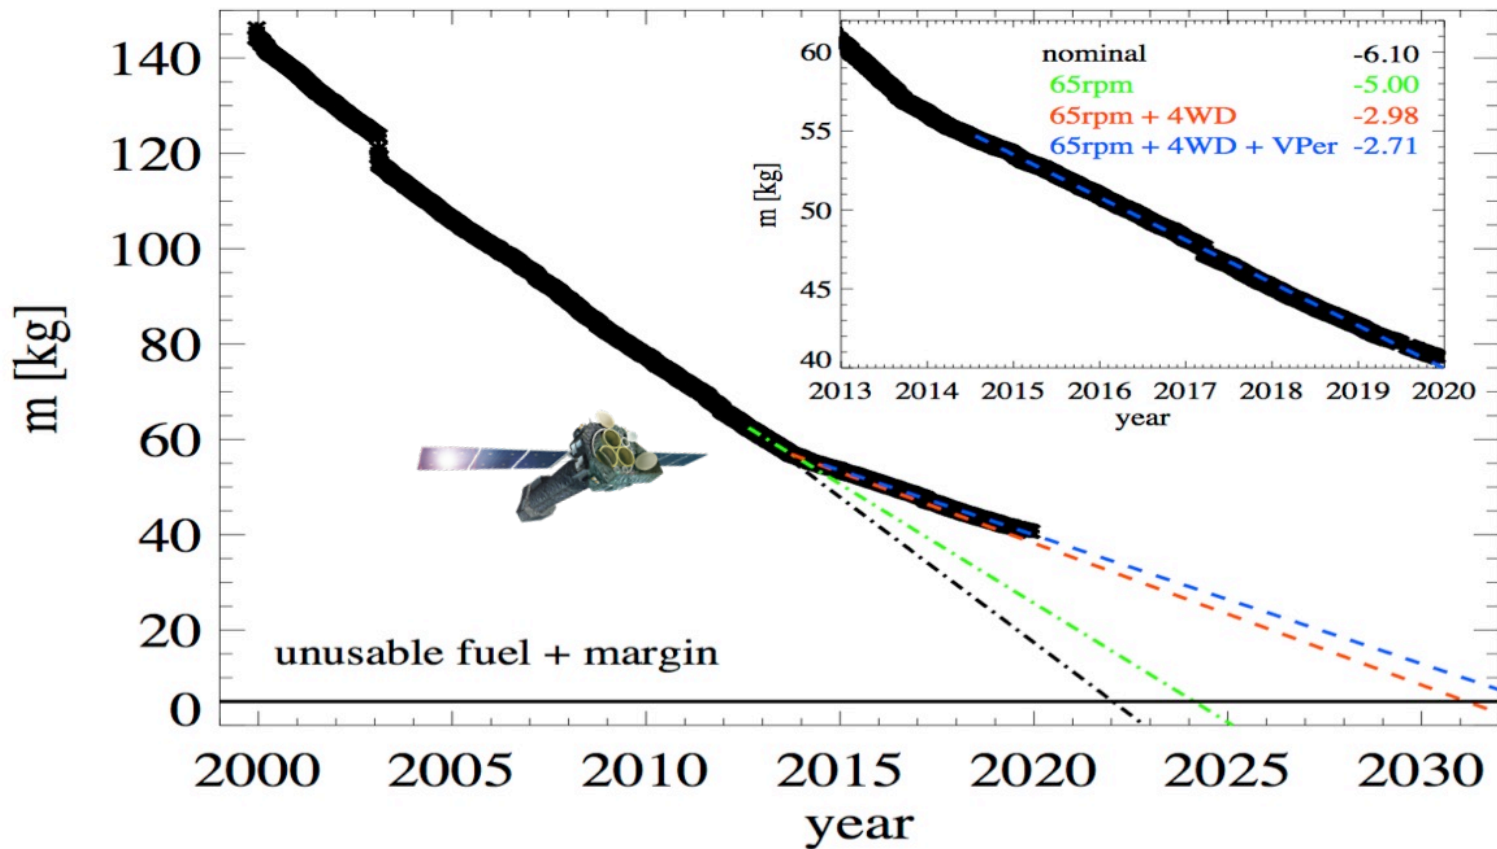 140
120
100
80
60
40
20
0
m [kg]
2000 2005 2010 2015 2020 2025 2030
year
unusable fuel + margin
60
55
50
45
40
m [kg]
2013 2014 2015 2016 2017 2018 2019 2020
year
nominal -6.10
65rpm -5.00
65rpm + 4WD -2.98
65rpm + 4WD + VPer -2.71